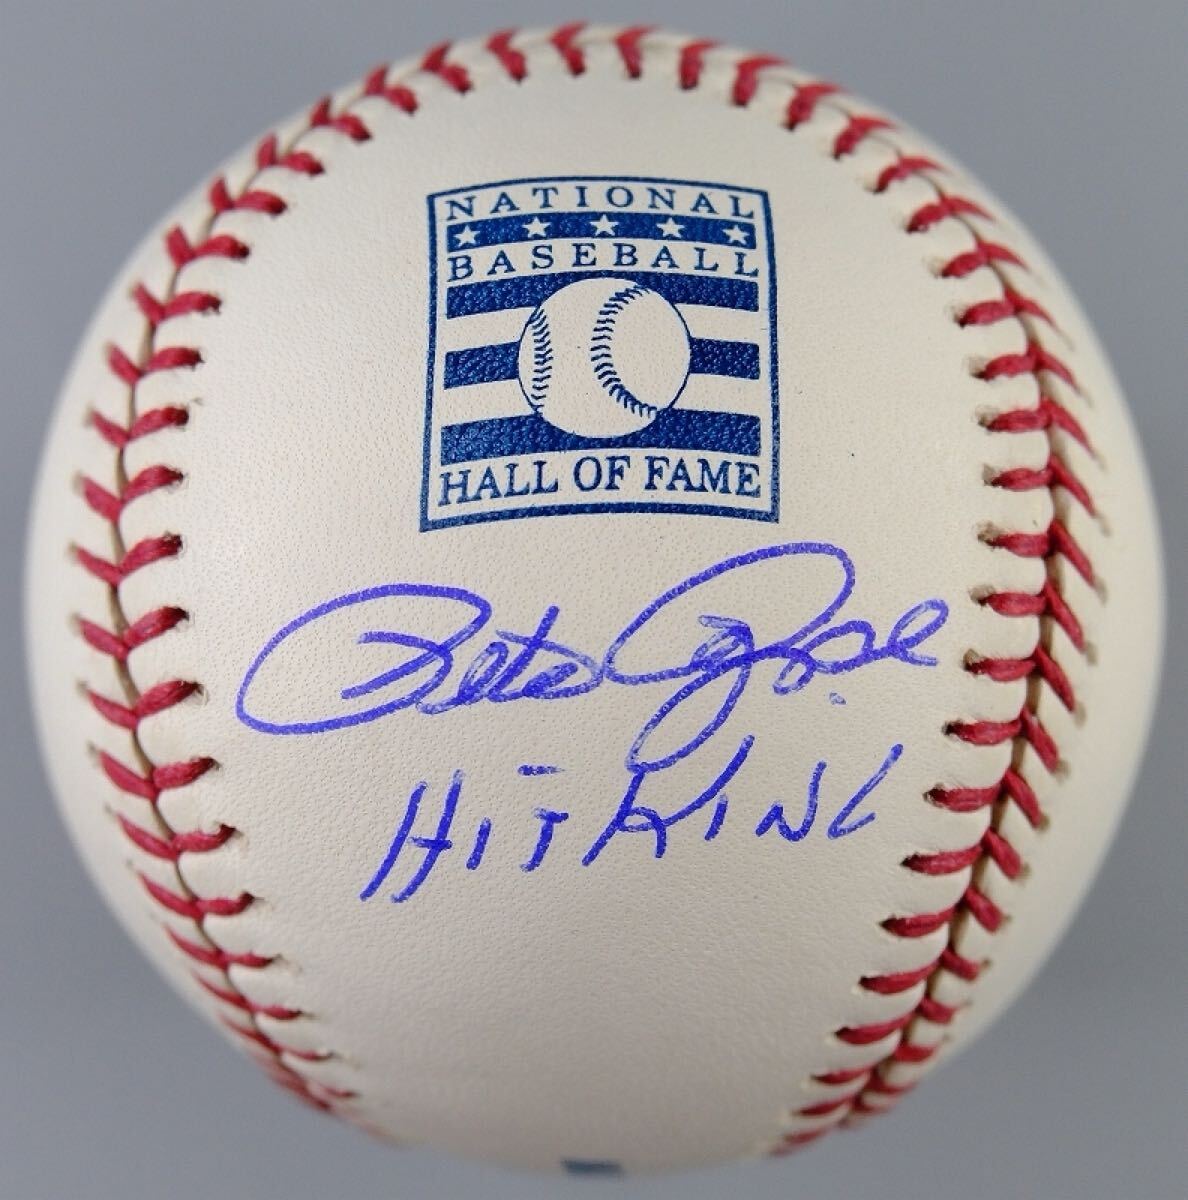 NATIONAL
BASEBALL
HALL OF FAME
Pete Rose
HIT KING